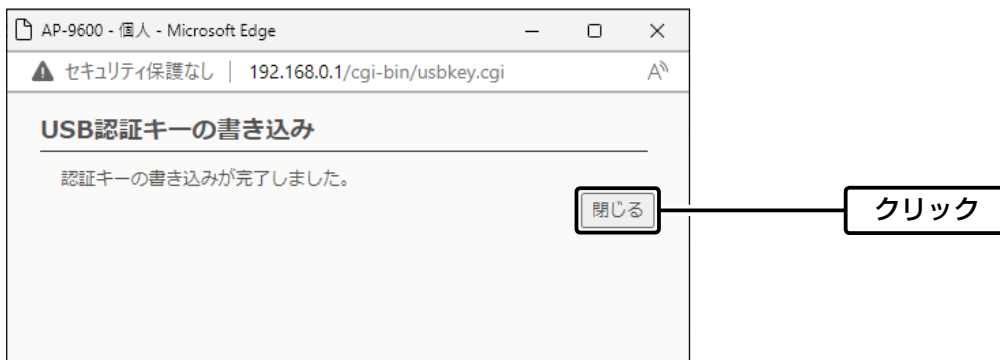 AP-9600 - 個人 - Microsoft Edge
セキュリティ保護なし | 192.168.0.1/cgi-bin/usbkey.cgi A
USB認証キーの書き込み
認証キーの書き込みが完了しました。
閉じる
クリック